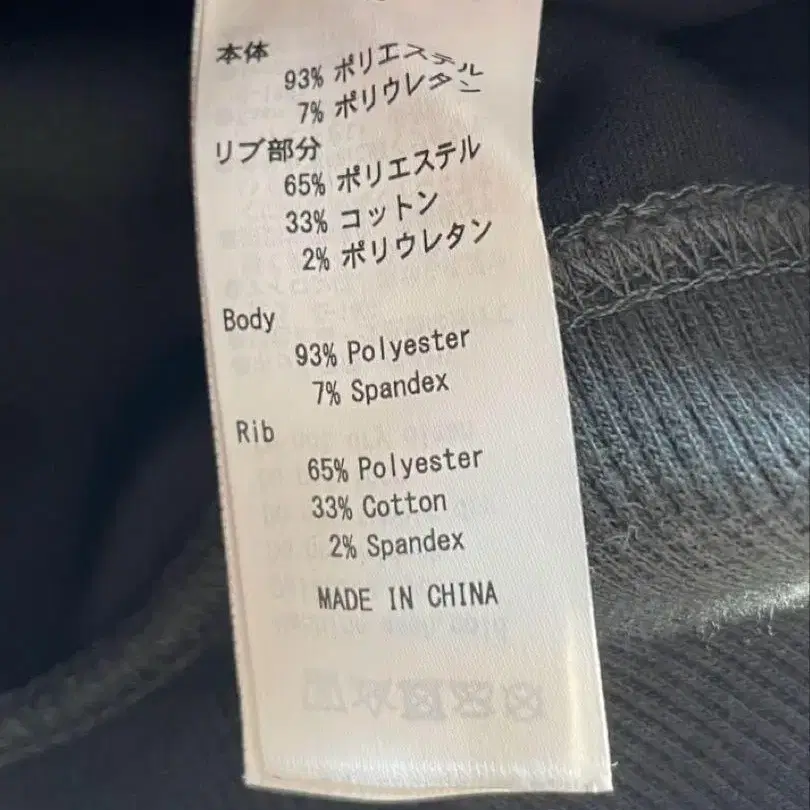 本体
93% ポリエステル
7% ポリウレタン
リブ部分
65% ポリエステル
33% コットン
2% ポリウレタン
Body
93% Polyester
7% Spandex
Rib
65% Polyester
33% Cotton
2% Spandex
MADE IN CHINA